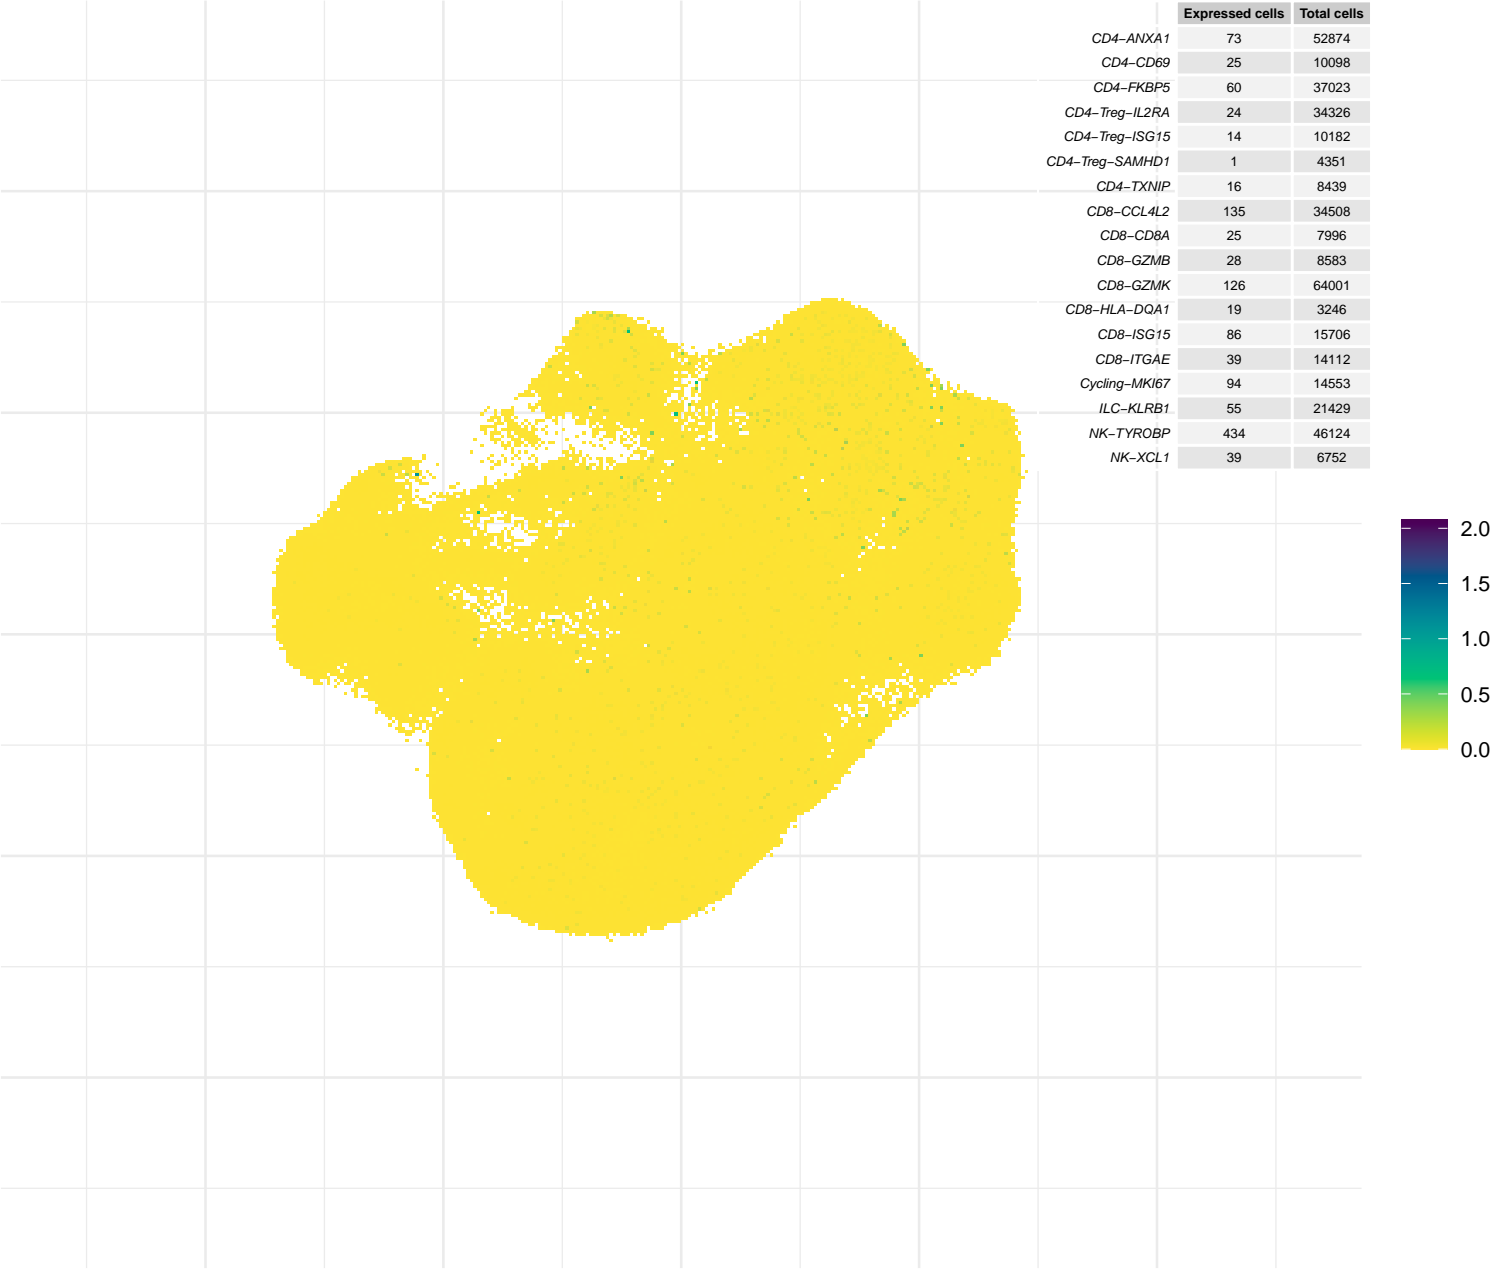 Expressed cells Total cells
CD4−ANXA1 73 52874
CD4−CD69 25 10098
CD4−FKBP5 60 37023
CD4−Treg−IL2RA 24 34326
CD4−Treg−ISG15 14 10182
CD4−Treg−SAMHD1 1 4351
CD4−TXNIP 16 8439
CD8−CCL4L2 135 34508
CD8−CD8A 25 7996
CD8−GZMB 28 8583
CD8−GZMK 126 64001
CD8−HLA−DQA1 19 3246
CD8−ISG15 86 15706
CD8−ITGAE 39 14112
Cycling−MKI67 94 14553
ILC−KLRB1 55 21429
NK−TYROBP 434 46124
NK−XCL1 39 6752
2.0
1.5
1.0
0.5
0.0